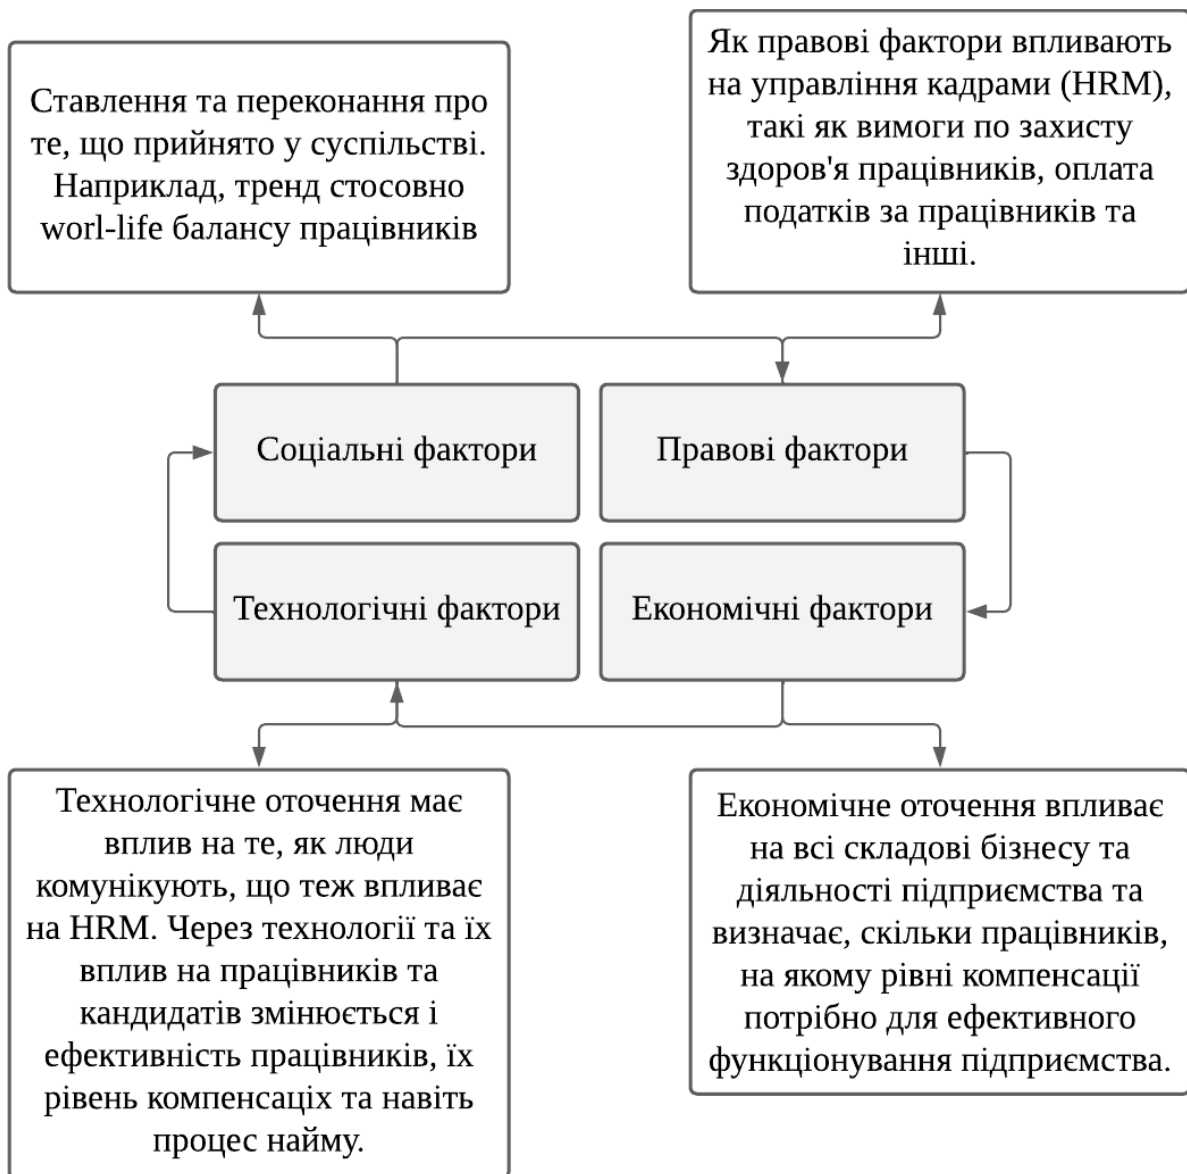 Ставлення та переконання про
те, що прийнято у суспільстві.
Наприклад, тренд стосовно
worl-life балансу працівників
Як правові фактори впливають
на управління кадрами (HRM),
такі як вимоги по захисту
здоров'я працівників, оплата
податків за працівників та
інші.
Соціальні фактори
Правові фактори
Технологічні фактори
Економічні фактори
Технологічне оточення має
вплив на те, як люди
комунікують, що теж впливає
на HRM. Через технології та їх
вплив на працівників та
кандидатів змінюється і
ефективність працівників, їх
рівень компенсаціх та навіть
процес найму.
Економічне оточення впливає
на всі складові бізнесу та
діяльності підприємства та
визначає, скільки працівників,
на якому рівні компенсації
потрібно для ефективного
функціонування підприємства.